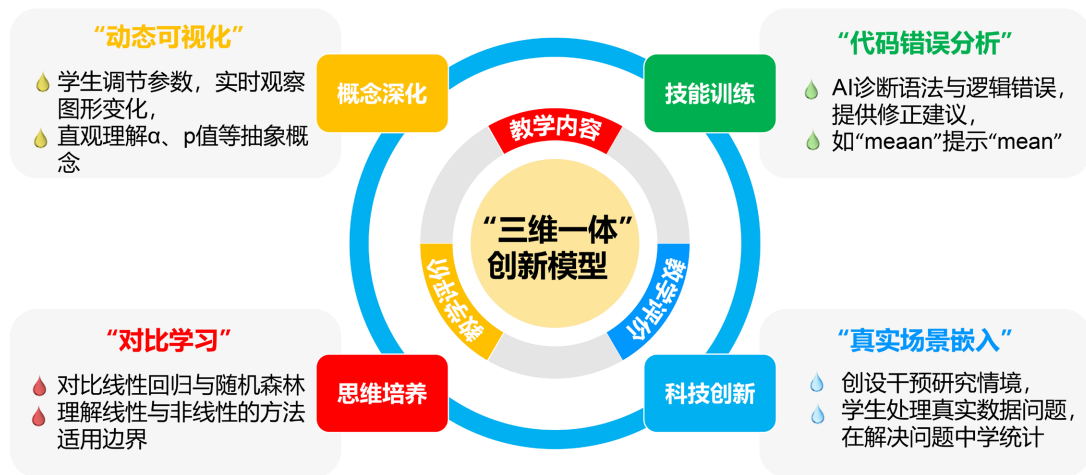 “动态可视化”
学生调节参数，实时观察
图形变化，
直观理解α、p值等抽象概
念
概念深化
技能训练
“代码错误分析”
AI诊断语法与逻辑错误，
提供修正建议，
如“meaan”提示“mean”
教学内容
“三维一体”
创新模型
教学评价
教学评价
“对比学习”
对比线性回归与随机森林
理解线性与非线性的方法
适用边界
思维培养
科技创新
“真实场景嵌入”
创设干预研究情境，
学生处理真实数据问题，
在解决问题中学统计